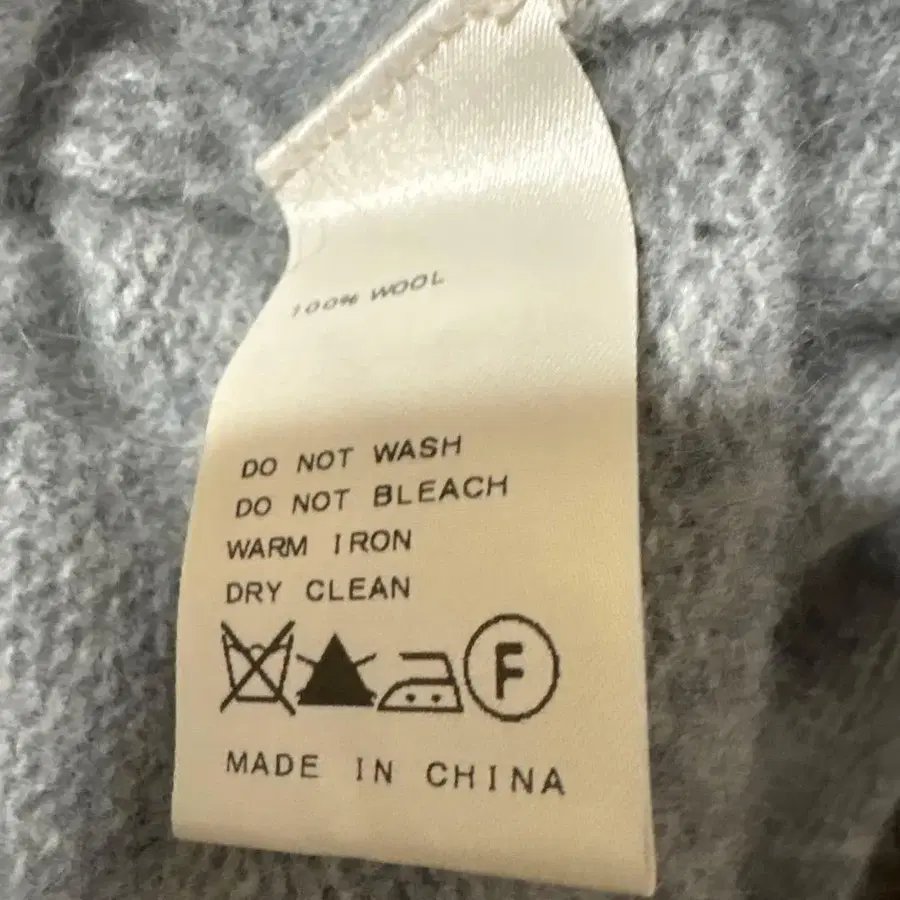 100% WOOL
DO NOT WASH
DO NOT BLEACH
WARM IRON
DRY CLEAN
F
MADE IN CHINA